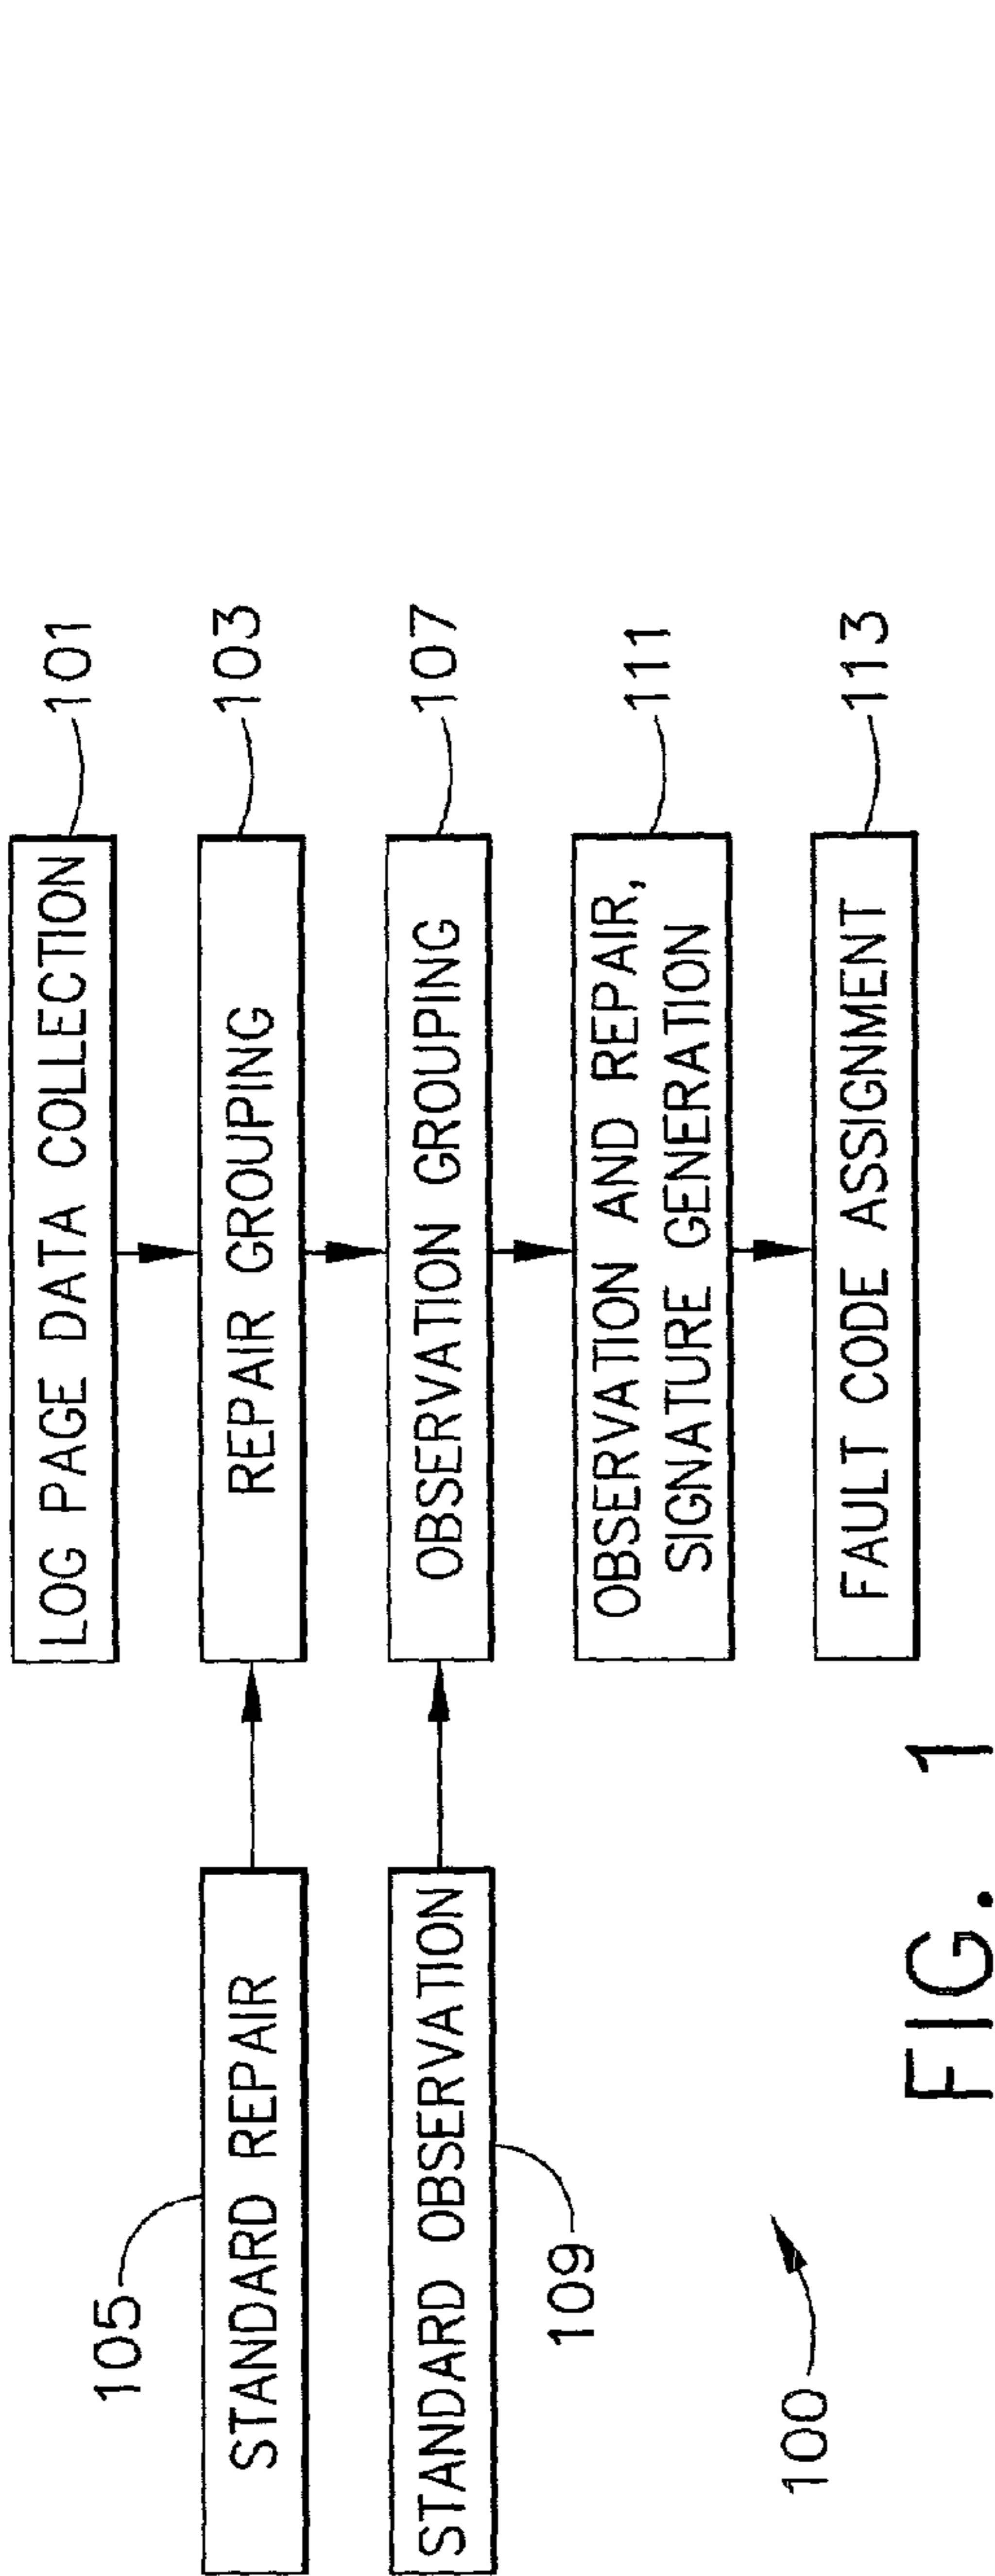 LOG PAGE DATA COLLECTION
101
105
STANDARD REPAIR
REPAIR GROUPING
103
STANDARD OBSERVATION
OBSERVATION GROUPING
107
109
OBSERVATION AND REPAIR,
SIGNATURE GENERATION
111
100
FAULT CODE ASSIGNMENT
113
FIG. 1